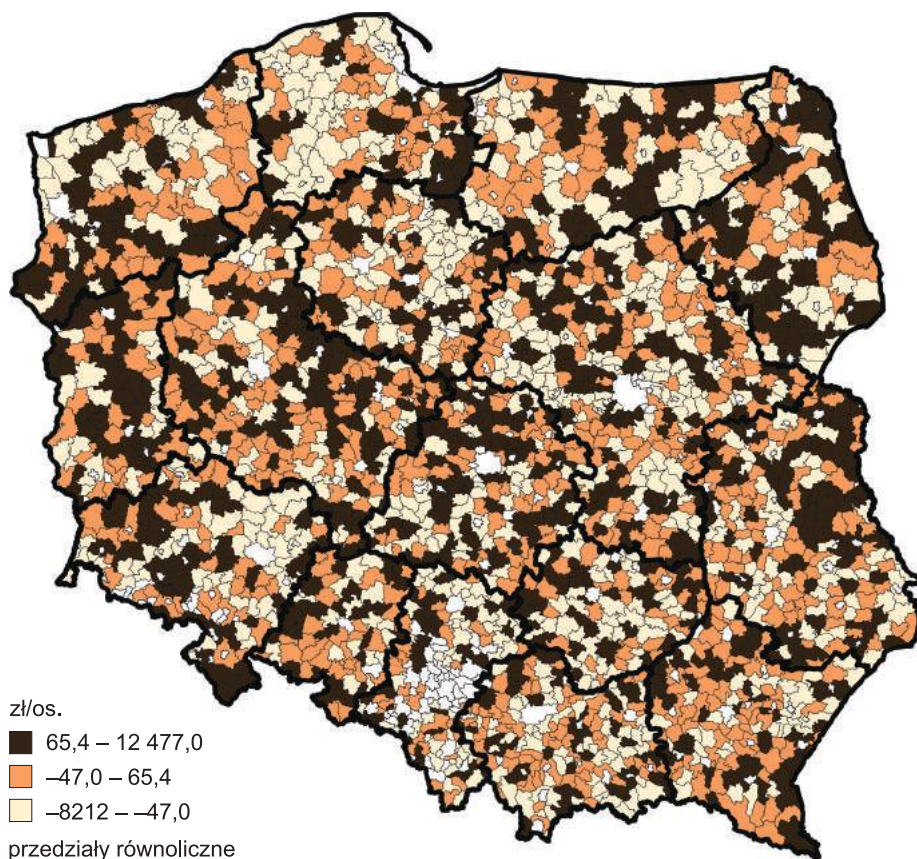 zł/os.
65,4 – 12 477,0
–47,0 – 65,4
–8212 – –47,0
przedziały równoliczne